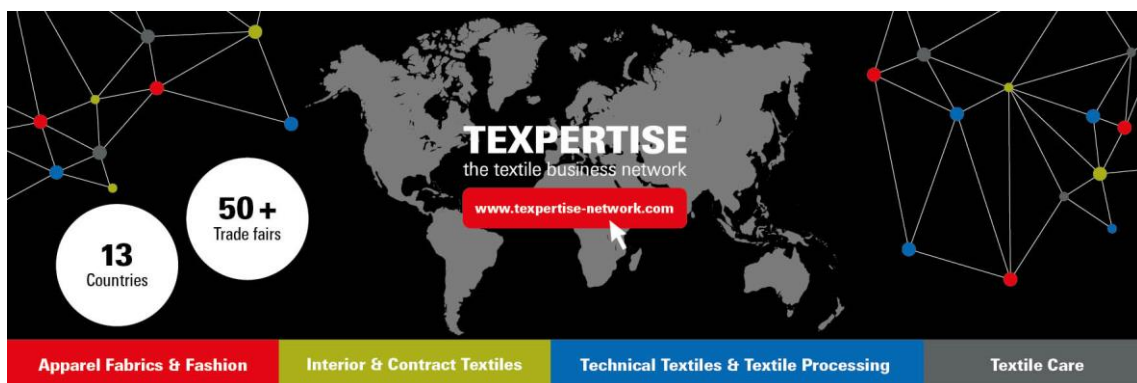 TEXPERTISE
the textile business network
www.texpertise-network.com
50 +
Trade fairs
13
Countries
Apparel Fabrics & Fashion
Interior & Contract Textiles
Technical Textiles & Textile Processing
Textile Care